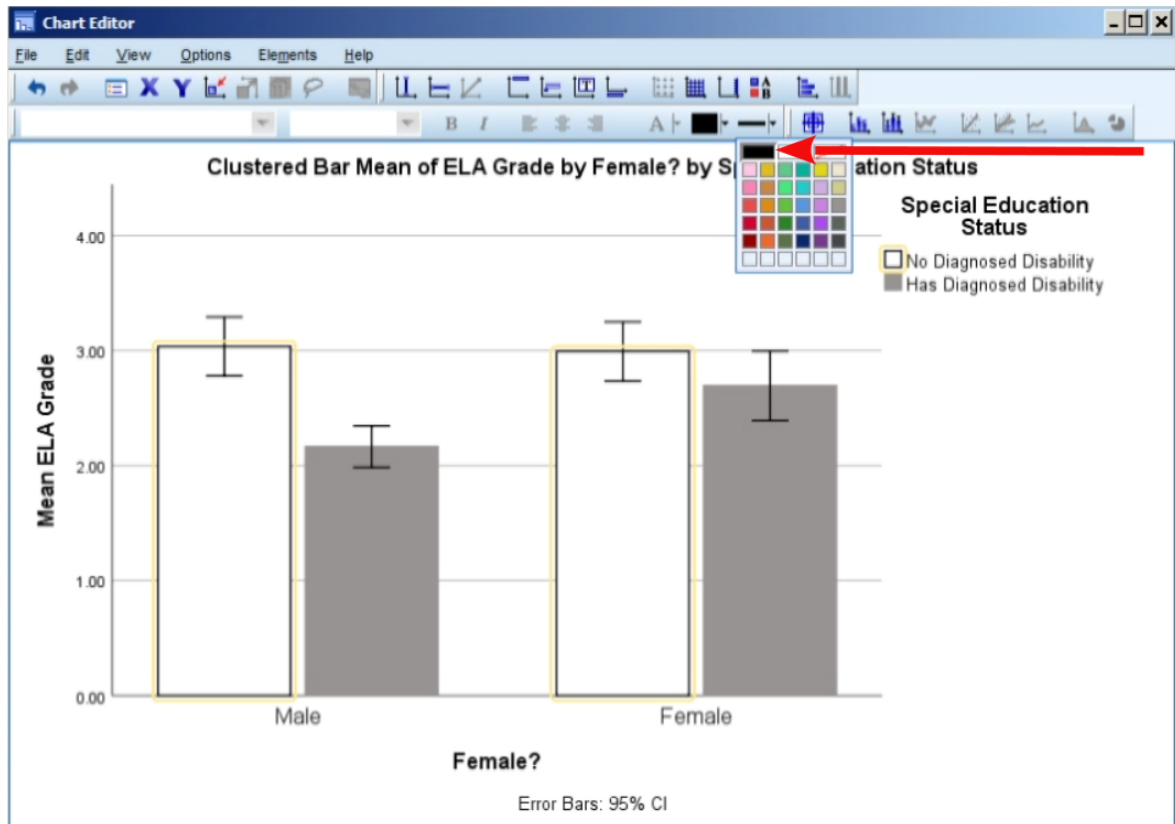 Chart Editor
File Edit View Options Elements Help
X Y
A
B
B I A
Clustered Bar Mean of ELA Grade by Female? by Sp ation Status
Special Education
Status
No Diagnosed Disability
Has Diagnosed Disability
Mean ELA Grade
4.00
3.00
2.00
1.00
0.00
Male Female
Female?
Error Bars: 95% CI